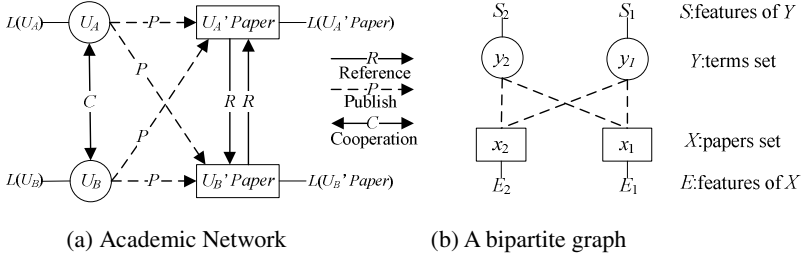 L(U_A) U_A P U_A' Paper L(U_A' Paper)
P
C P R R
L(U_B) U_B P U_B' Paper L(U_B' Paper)
R
Reference
P
Publish
C
Cooperation
(a) Academic Network
S_2 S_1 S:features of Y
y_2 y_1 Y:terms set
x_2 x_1 X:papers set
E_2 E_1 E:features of X
(b) A bipartite graph